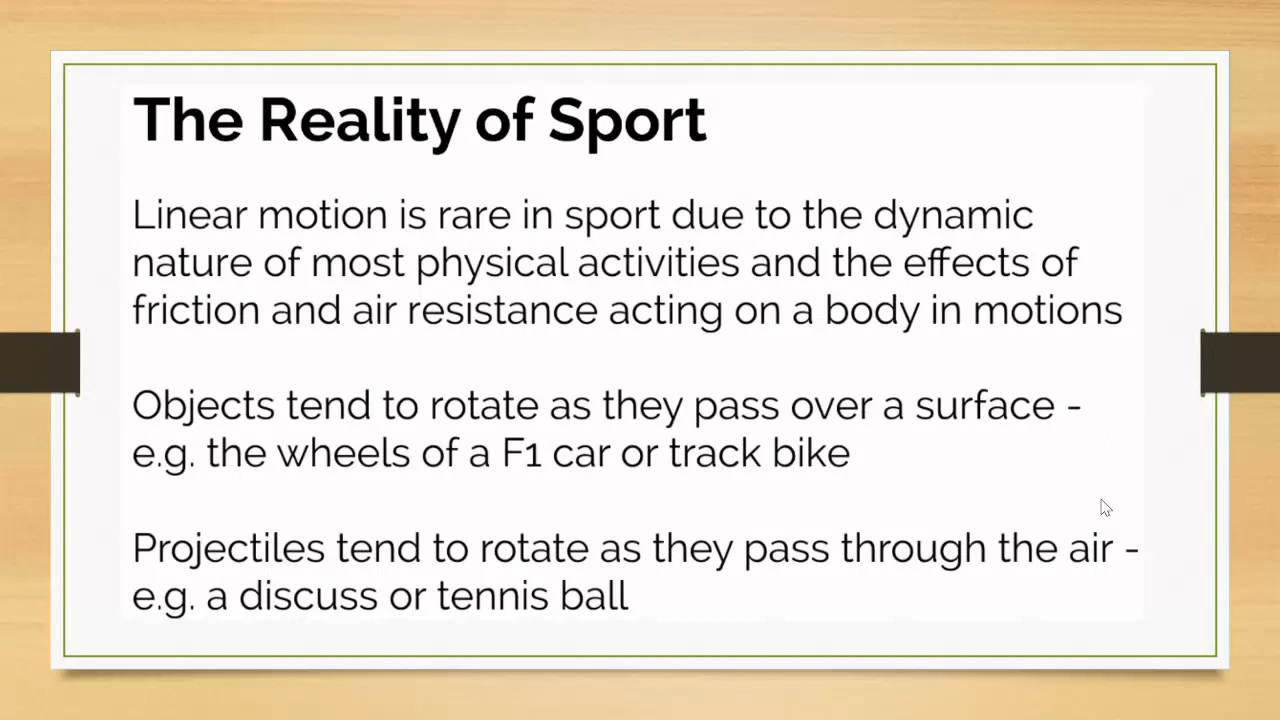 The Reality of Sport
Linear motion is rare in sport due to the dynamic
nature of most physical activities and the effects of
friction and air resistance acting on a body in motions
Objects tend to rotate as they pass over a surface -
e.g. the wheels of a F1 car or track bike
Projectiles tend to rotate as they pass through the air -
e.g. a discuss or tennis ball